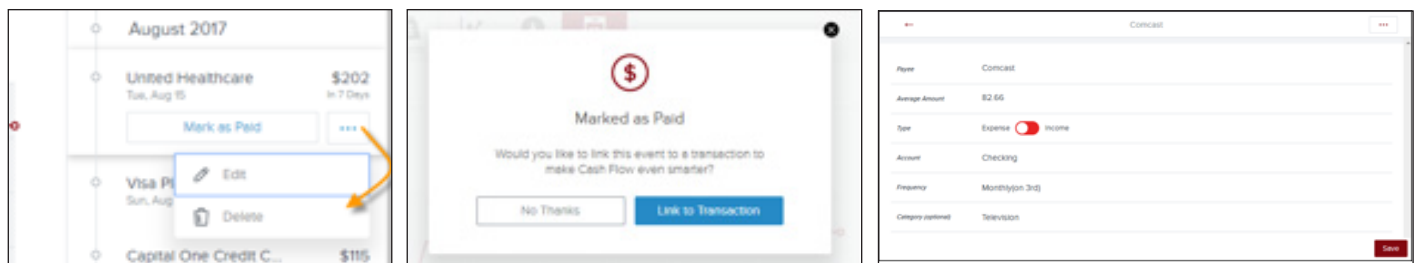 August 2017
United Healthcare $202
Tue, Aug 15 In 7 Days
Mark as Paid
Edit
Visa
Sun, Aug
Delete
Capital One Credit C... $115
Marked as Paid
Would you like to link this event to a transaction to
make Cash Flow even smarter?
No Thanks Link to Transaction
Comcast
Payee Comcast
Average Amount 82.66
Type Expense Income
Account Checking
Frequency Monthly(on 3rd)
Category (optional) Television
Save